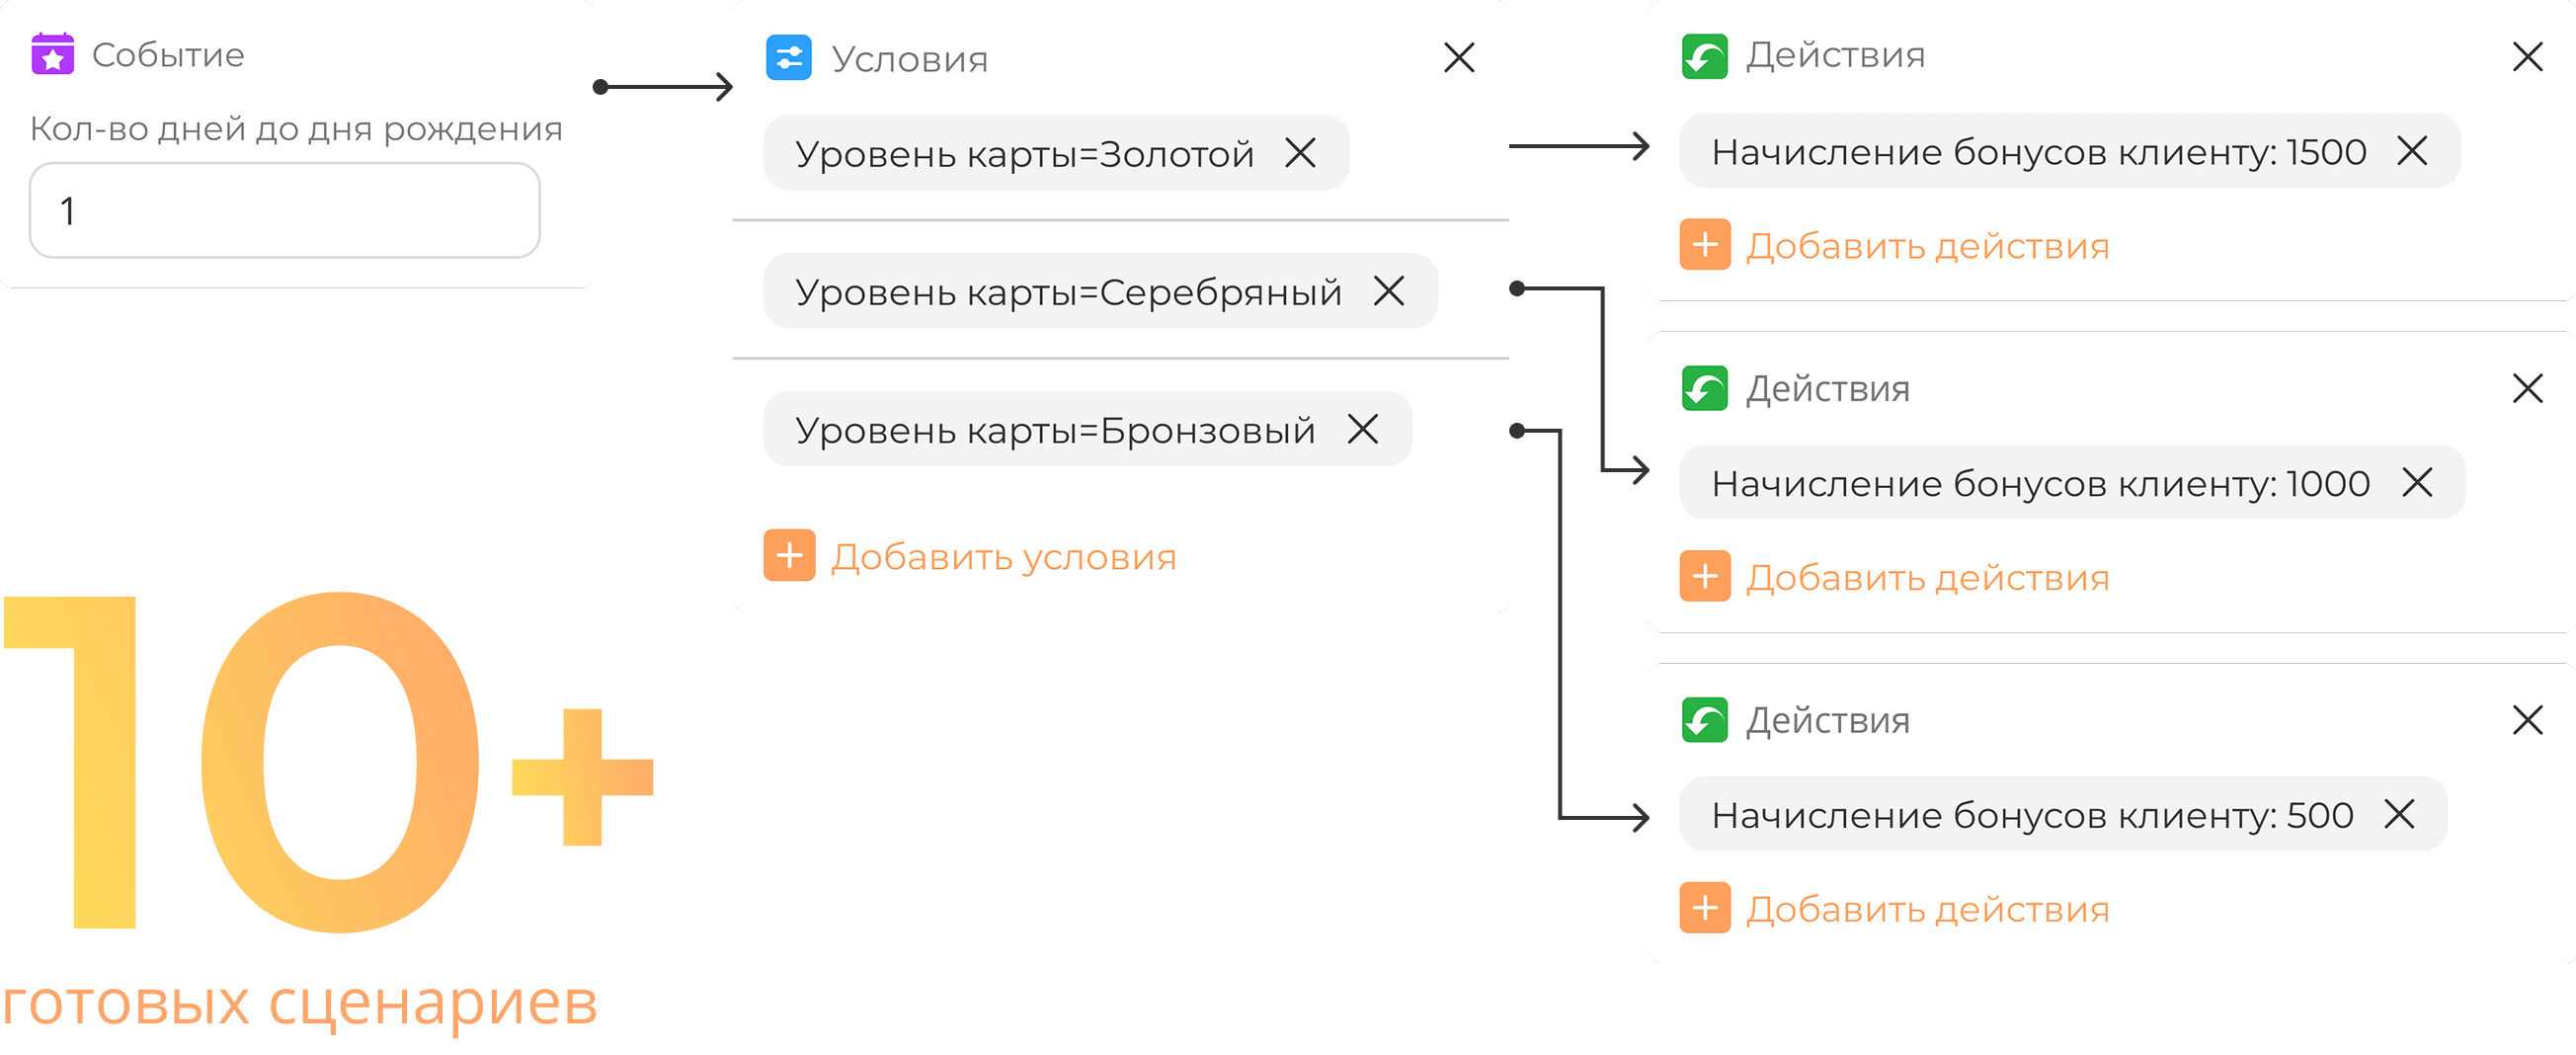 Событие
Кол-во дней до дня рождения
1
Условия
Уровень карты=Золотой
Уровень карты=Серебряный
Уровень карты=Бронзовый
Добавить условия
Действия
Начисление бонусов клиенту: 1500
Добавить действия
Действия
Начисление бонусов клиенту: 1000
Добавить действия
Действия
Начисление бонусов клиенту: 500
Добавить действия
10+
готовых сценариев